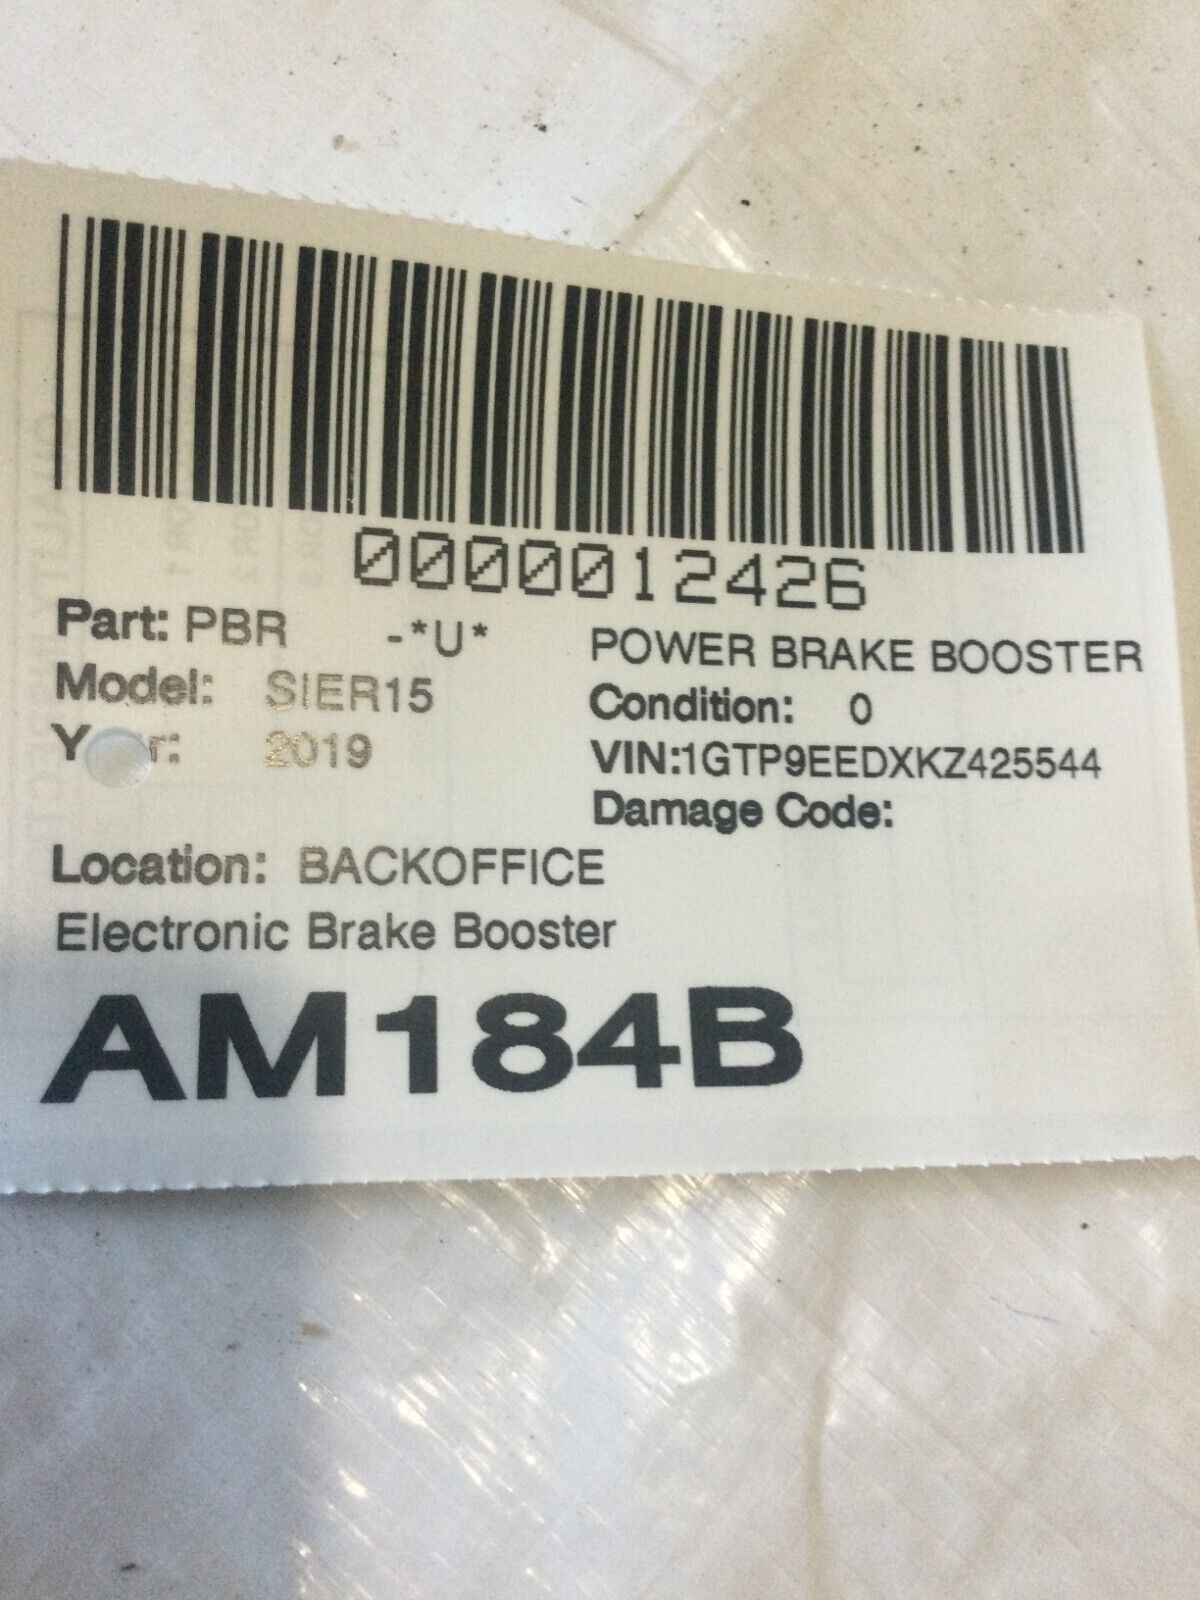 0000012426
Part: PBR -*U* POWER BRAKE BOOSTER
Model: SIER15 Condition: 0
Year: 2019 VIN:1GTP9EEDXKZ425544
Damage Code:
Location: BACKOFFICE
Electronic Brake Booster
AM184B